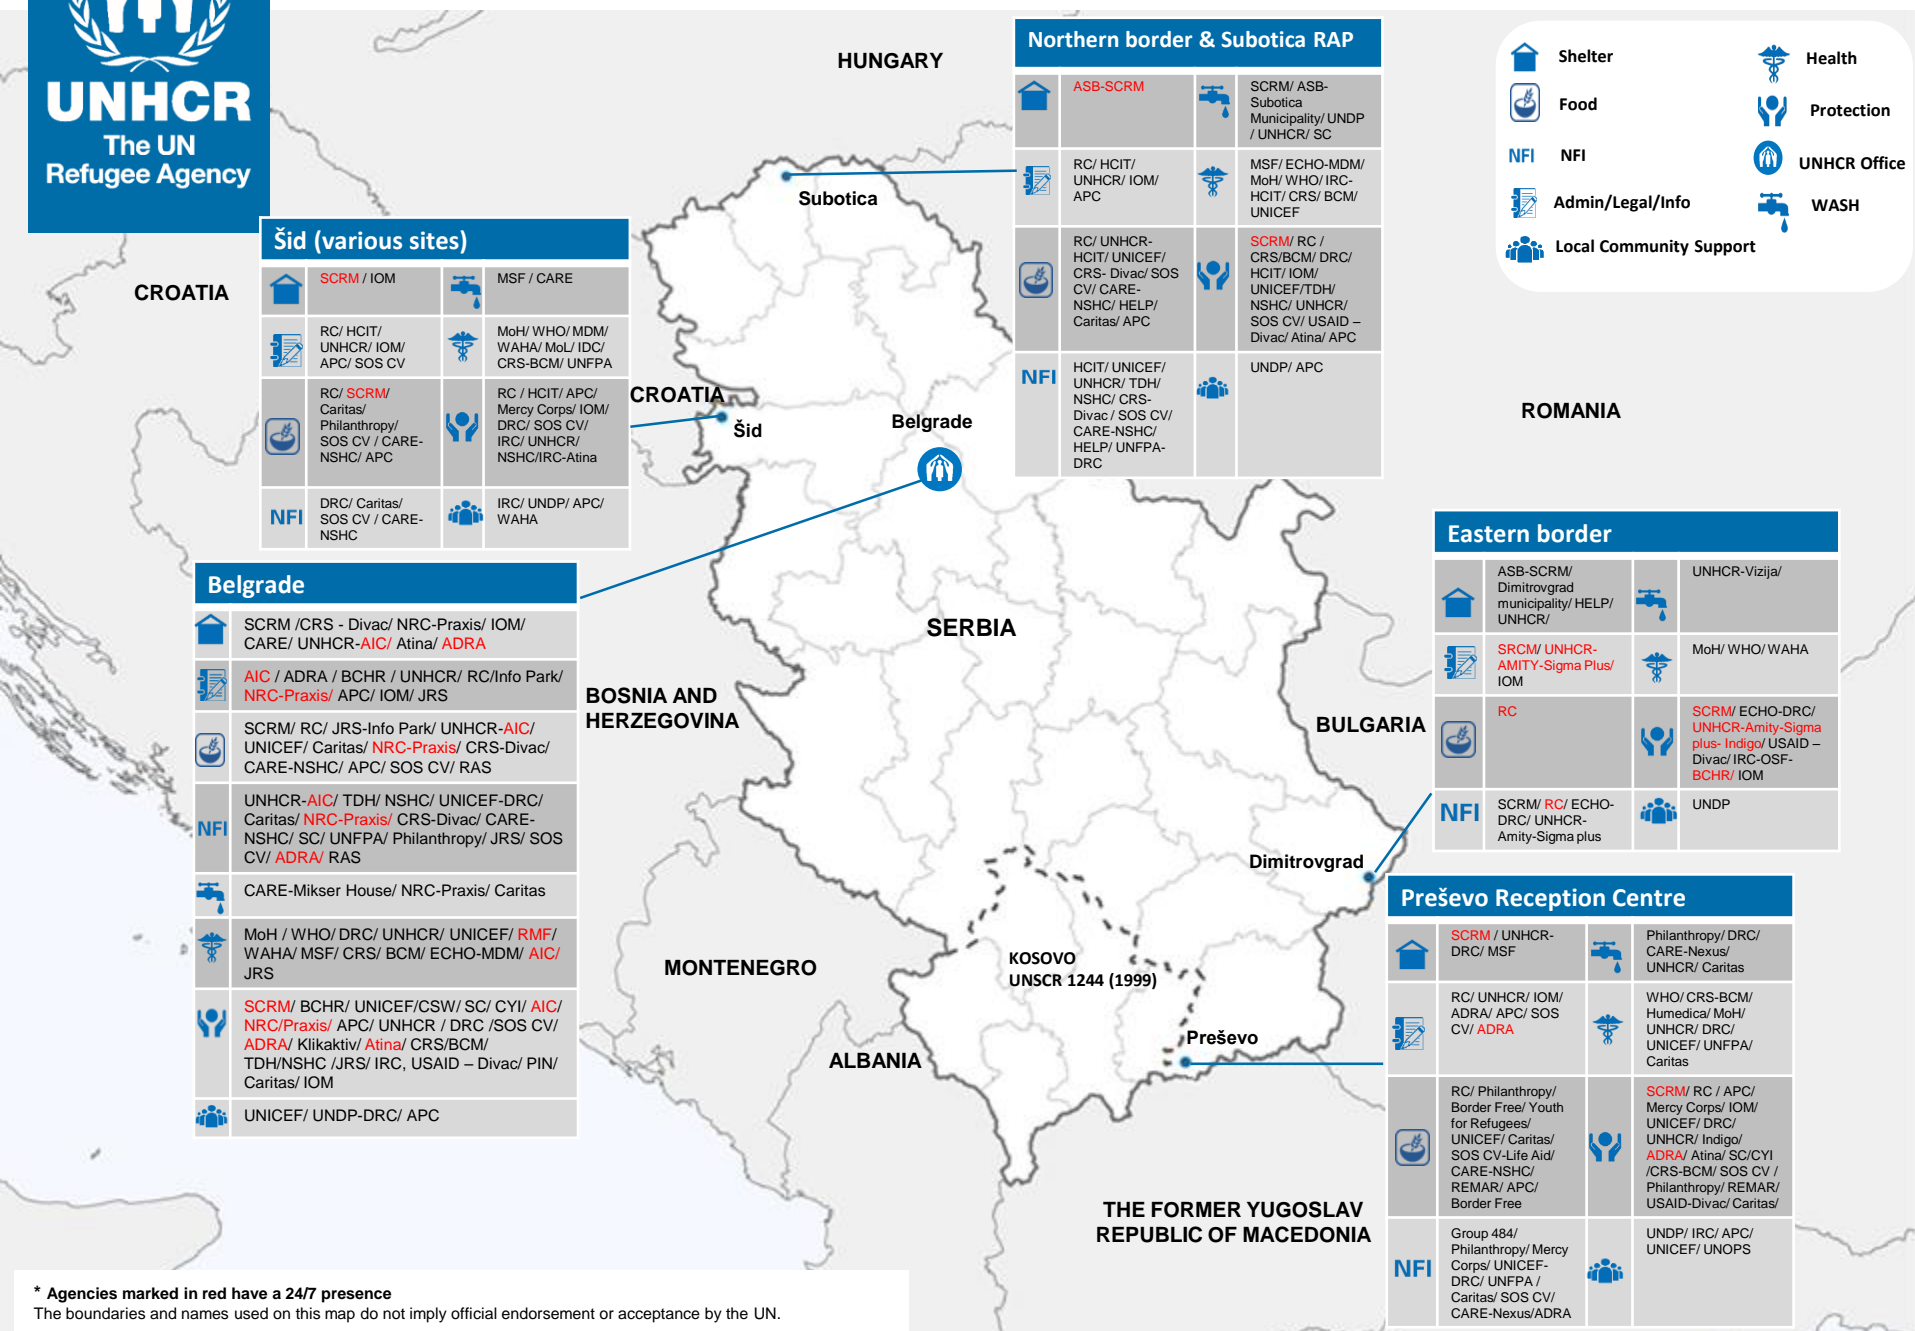 UNHCR
The UN
Refugee Agency
HUNGARY
CROATIA
CROATIA
Subotica
Šid
Belgrade
ROMANIA
SERBIA
BOSNIA AND
HERZEGOVINA
BULGARIA
Dimitrovgrad
MONTENEGRO
KOSOVO
UNSCR 1244 (1999)
Preševo
ALBANIA
THE FORMER YUGOSLAV
REPUBLIC OF MACEDONIA
Shelter
Health
Food
Protection
NFI NFI
UNHCR Office
Admin/Legal/Info
WASH
Local Community Support
Northern border & Subotica RAP
ASB-SCRM
SCRM/ ASB-
Subotica
Municipality/ UNDP
/ UNHCR/ SC
RC/ HCIT/
UNHCR/ IOM/
APC
MSF/ ECHO-MDM/
MoH/ WHO/ IRC-
HCIT/ CRS/ BCM/
UNICEF
RC/ UNHCR-
HCIT/ UNICEF/
CRS- Divac/ SOS
CV/ CARE-
NSHC/ HELP/
Caritas/ APC
SCRM/ RC /
CRS/BCM/ DRC/
HCIT/ IOM/
UNICEF/TDH/
NSHC/ UNHCR/
SOS CV/ USAID –
Divac/ Atina/ APC
NFI
HCIT/ UNICEF/
UNHCR/ TDH/
NSHC/ CRS-
Divac / SOS CV/
CARE-NSHC/
HELP/ UNFPA-
DRC
UNDP/ APC
Šid (various sites)
SCRM / IOM
MSF / CARE
RC/ HCIT/
UNHCR/ IOM/
APC/ SOS CV
MoH/ WHO/ MDM/
WAHA/ MoL/ IDC/
CRS-BCM/ UNFPA
RC/ SCRM/
Caritas/
Philanthropy/
SOS CV / CARE-
NSHC/ APC
RC / HCIT/ APC/
Mercy Corps/ IOM/
DRC/ SOS CV/
IRC/ UNHCR/
NSHC/IRC-Atina
NFI
DRC/ Caritas/
SOS CV / CARE-
NSHC
IRC/ UNDP/ APC/
WAHA
Belgrade
SCRM /CRS - Divac/ NRC-Praxis/ IOM/
CARE/ UNHCR-AIC/ Atina/ ADRA
AIC / ADRA / BCHR / UNHCR/ RC/Info Park/
NRC-Praxis/ APC/ IOM/ JRS
SCRM/ RC/ JRS-Info Park/ UNHCR-AIC/
UNICEF/ Caritas/ NRC-Praxis/ CRS-Divac/
CARE-NSHC/ APC/ SOS CV/ RAS
NFI
UNHCR-AIC/ TDH/ NSHC/ UNICEF-DRC/
Caritas/ NRC-Praxis/ CRS-Divac/ CARE-
NSHC/ SC/ UNFPA/ Philanthropy/ JRS/ SOS
CV/ ADRA/ RAS
CARE-Mikser House/ NRC-Praxis/ Caritas
MoH / WHO/ DRC/ UNHCR/ UNICEF/ RMF/
WAHA/ MSF/ CRS/ BCM/ ECHO-MDM/ AIC/
JRS
SCRM/ BCHR/ UNICEF/CSW/ SC/ CYI/ AIC/
NRC/Praxis/ APC/ UNHCR / DRC /SOS CV/
ADRA/ Klikaktiv/ Atina/ CRS/BCM/
TDH/NSHC /JRS/ IRC, USAID – Divac/ PIN/
Caritas/ IOM
UNICEF/ UNDP-DRC/ APC
Eastern border
ASB-SCRM/
Dimitrovgrad
municipality/ HELP/
UNHCR/
UNHCR-Vizija/
SRCM/ UNHCR-
AMITY-Sigma Plus/
IOM
MoH/ WHO/ WAHA
RC
SCRM/ ECHO-DRC/
UNHCR-Amity-Sigma
plus- Indigo/ USAID –
Divac/ IRC-OSF-
BCHR/ IOM
NFI
SCRM/ RC/ ECHO-
DRC/ UNHCR-
Amity-Sigma plus
UNDP
Preševo Reception Centre
SCRM / UNHCR-
DRC/ MSF
Philanthropy/ DRC/
CARE-Nexus/
UNHCR/ Caritas
RC/ UNHCR/ IOM/
ADRA/ APC/ SOS
CV/ ADRA
WHO/ CRS-BCM/
Humedica/ MoH/
UNHCR/ DRC/
UNICEF/ UNFPA/
Caritas
RC/ Philanthropy/
Border Free/ Youth
for Refugees/
UNICEF/ Caritas/
SOS CV-Life Aid/
CARE-NSHC/
REMAR/ APC/
Border Free
SCRM/ RC / APC/
Mercy Corps/ IOM/
UNICEF/ DRC/
UNHCR/ Indigo/
ADRA/ Atina/ SC/CYI
/CRS-BCM/ SOS CV /
Philanthropy/ REMAR/
USAID-Divac/ Caritas/
NFI
Group 484/
Philanthropy/ Mercy
Corps/ UNICEF-
DRC/ UNFPA /
Caritas/ SOS CV/
CARE-Nexus/ADRA
UNDP/ IRC/ APC/
UNICEF/ UNOPS
* Agencies marked in red have a 24/7 presence
The boundaries and names used on this map do not imply official endorsement or acceptance by the UN.